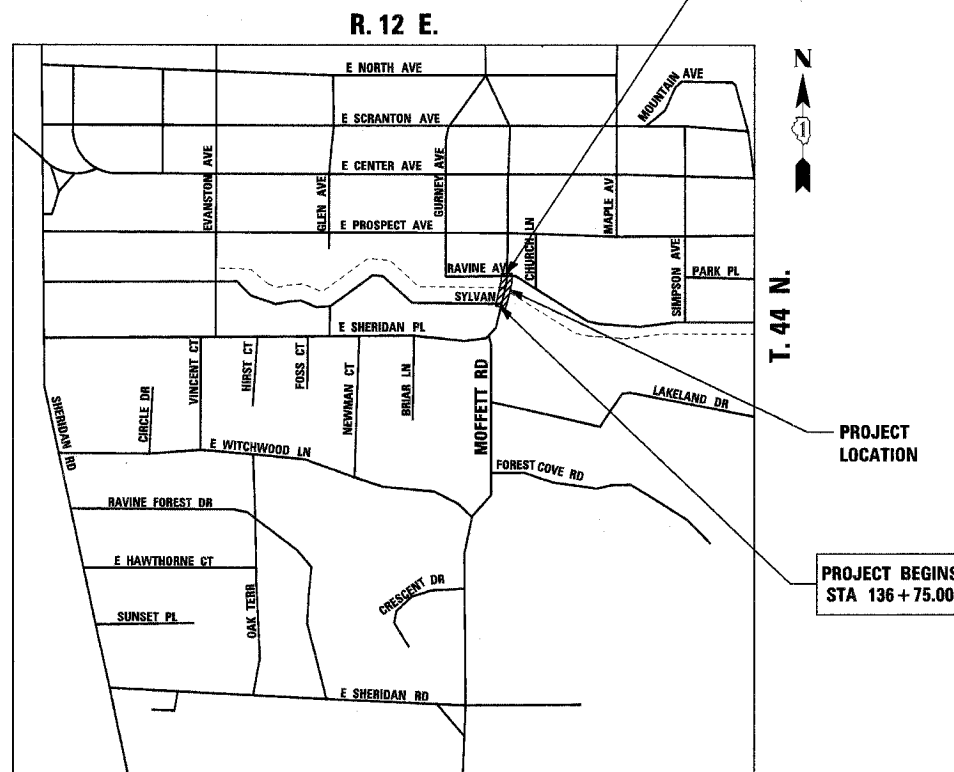 R. 12 E.
E NORTH AVE
MOUNTAIN AVE
N
E SCRANTON AVE
1
E CENTER AVE
EVANSTON AVE
GLEN AVE
GURNEY AVE
MAPLE AV
E PROSPECT AVE
CHURCH LN
SIMPSON AVE
RAVINE AV
PARK PL
SYLVAN
T. 44 N.
E SHERIDAN PL
VINCENT CT
HIRST CT
FOSS CT
NEWMAN CT
BRIAR LN
MOFFETT RD
CIRCLE DR
LAKELAND DR
SHERIDAN RD
E WITCHWOOD LN
PROJECT
LOCATION
FOREST COVE RD
RAVINE FOREST DR
E HAWTHORNE CT
CRESCENT DR
PROJECT BEGINS
STA 136 + 75.00
SUNSET PL
OAK TERR
E SHERIDAN RD